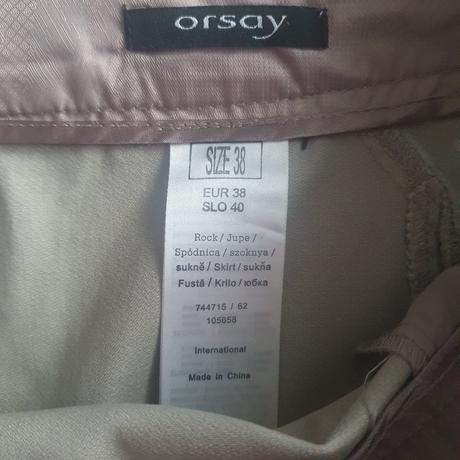 orsay
SIZE 38
EUR 38
SLO 40
Rock / Jupe /
Spódnica / szoknya /
sukně / Skirt / sukňa
Fustă / Krilo / юбка
744715 / 62
105658
International
Made in China